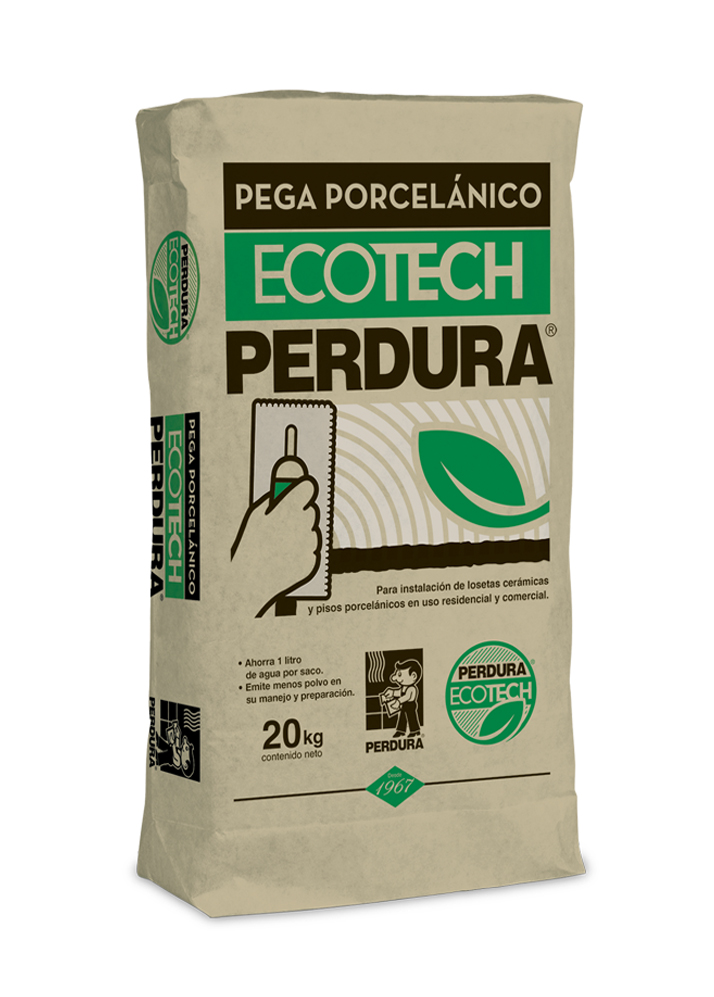 PEGA PORCELÁNICO
ECOTECH
PERDURA®
Para instalación de losetas cerámicas
y pisos porcelánicos en uso residencial y comercial.
• Ahorra 1 litro
de agua por saco.
• Emite menos polvo en
su manejo y preparación.
20kg
contenido neto
PERDURA®
PERDURA®
ECOTECH
Desde
1967
PERDURA
ECOTECH
PEGA PORCELÁNICO
ECOTECH
PERDURA®
PERDURA®